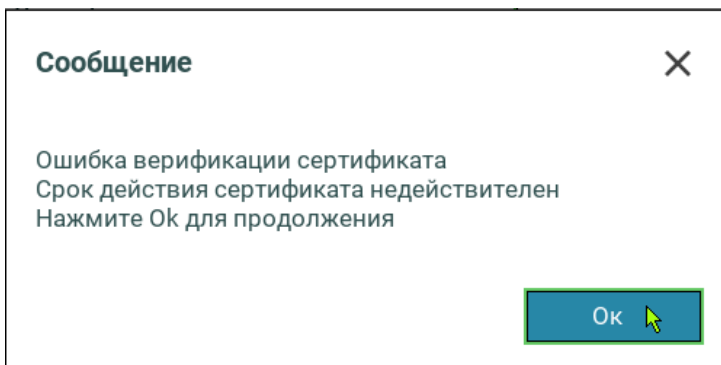 Сообщение
Ошибка верификации сертификата
Срок действия сертификата недействителен
Нажмите Ok для продолжения
Ок